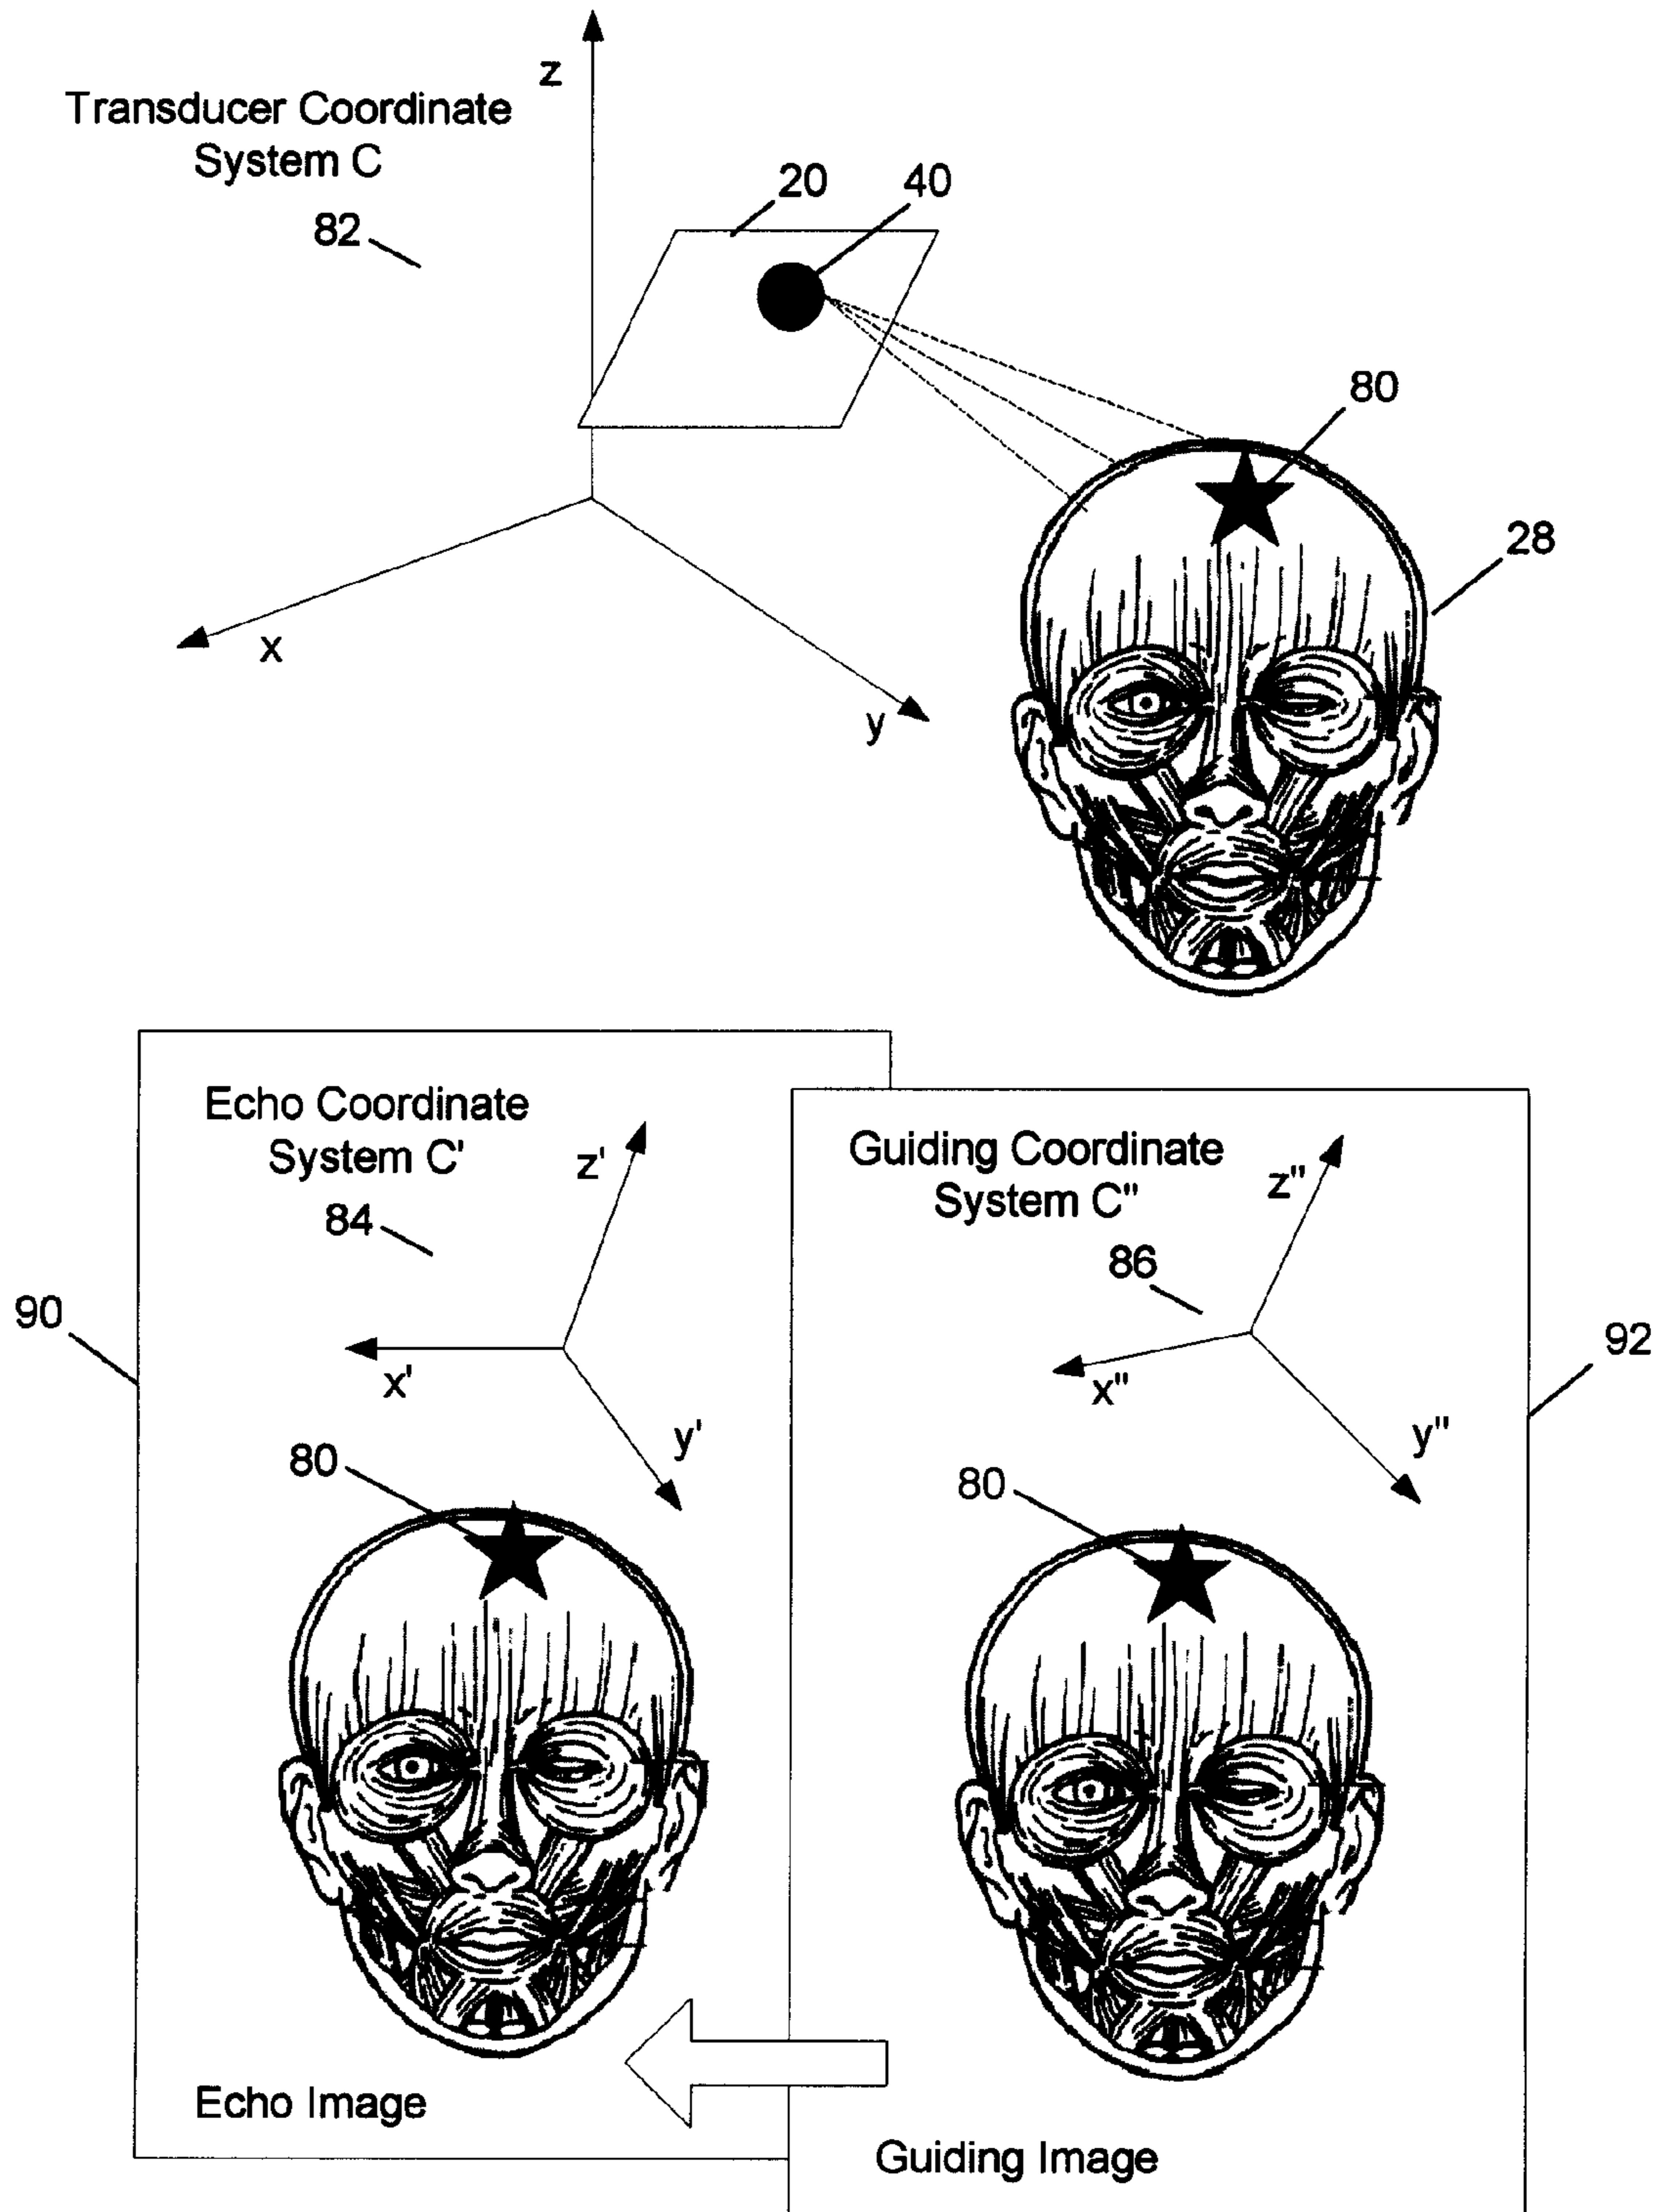 z
Transducer Coordinate
System C
82
20
40
80
28
x
y
Echo Coordinate
System C'
84
z'
x'
y'
90
80
Echo Image
Guiding Coordinate
System C"
86
z"
x"
y"
92
80
Guiding Image